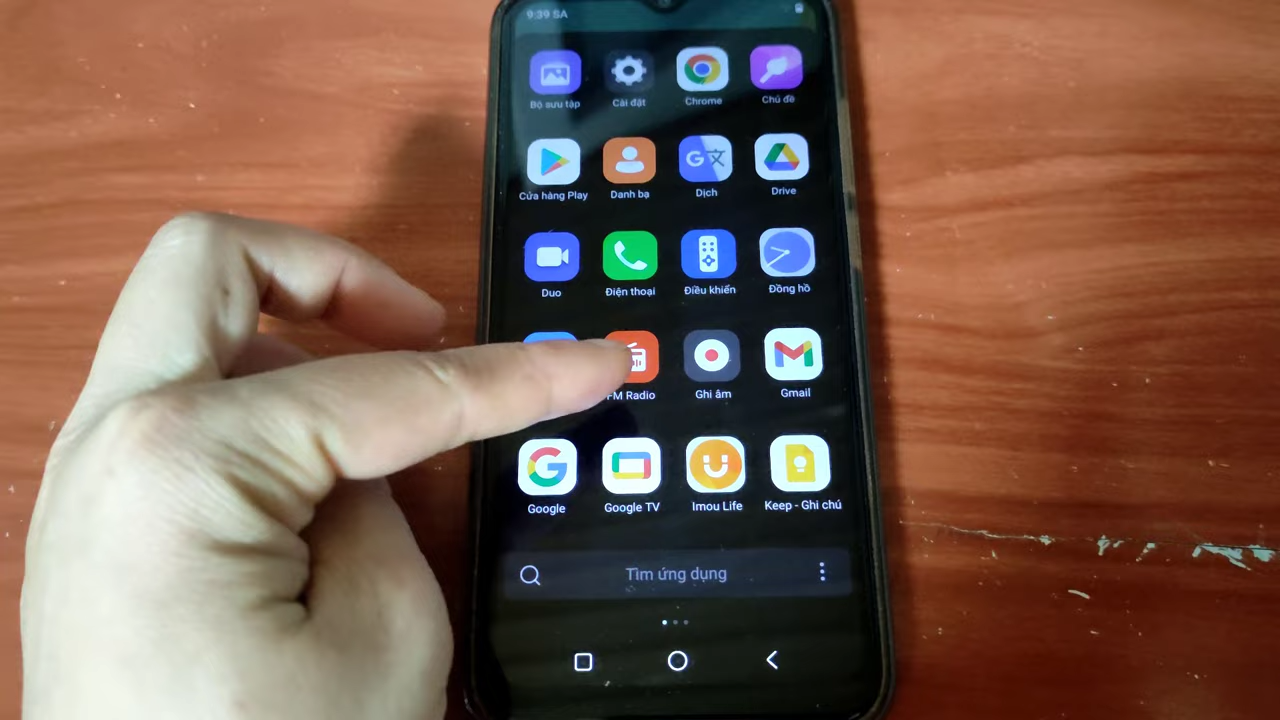 9:39 SA
Bộ sưu tập Cài đặt Chrome Chủ đề
Cửa hàng Play Danh bạ Dịch Drive
Duo Điện thoại Điều khiển Đồng hồ
FM Radio Ghi âm Gmail
Google Google TV Imou Life Keep - Ghi chú
Tìm ứng dụng